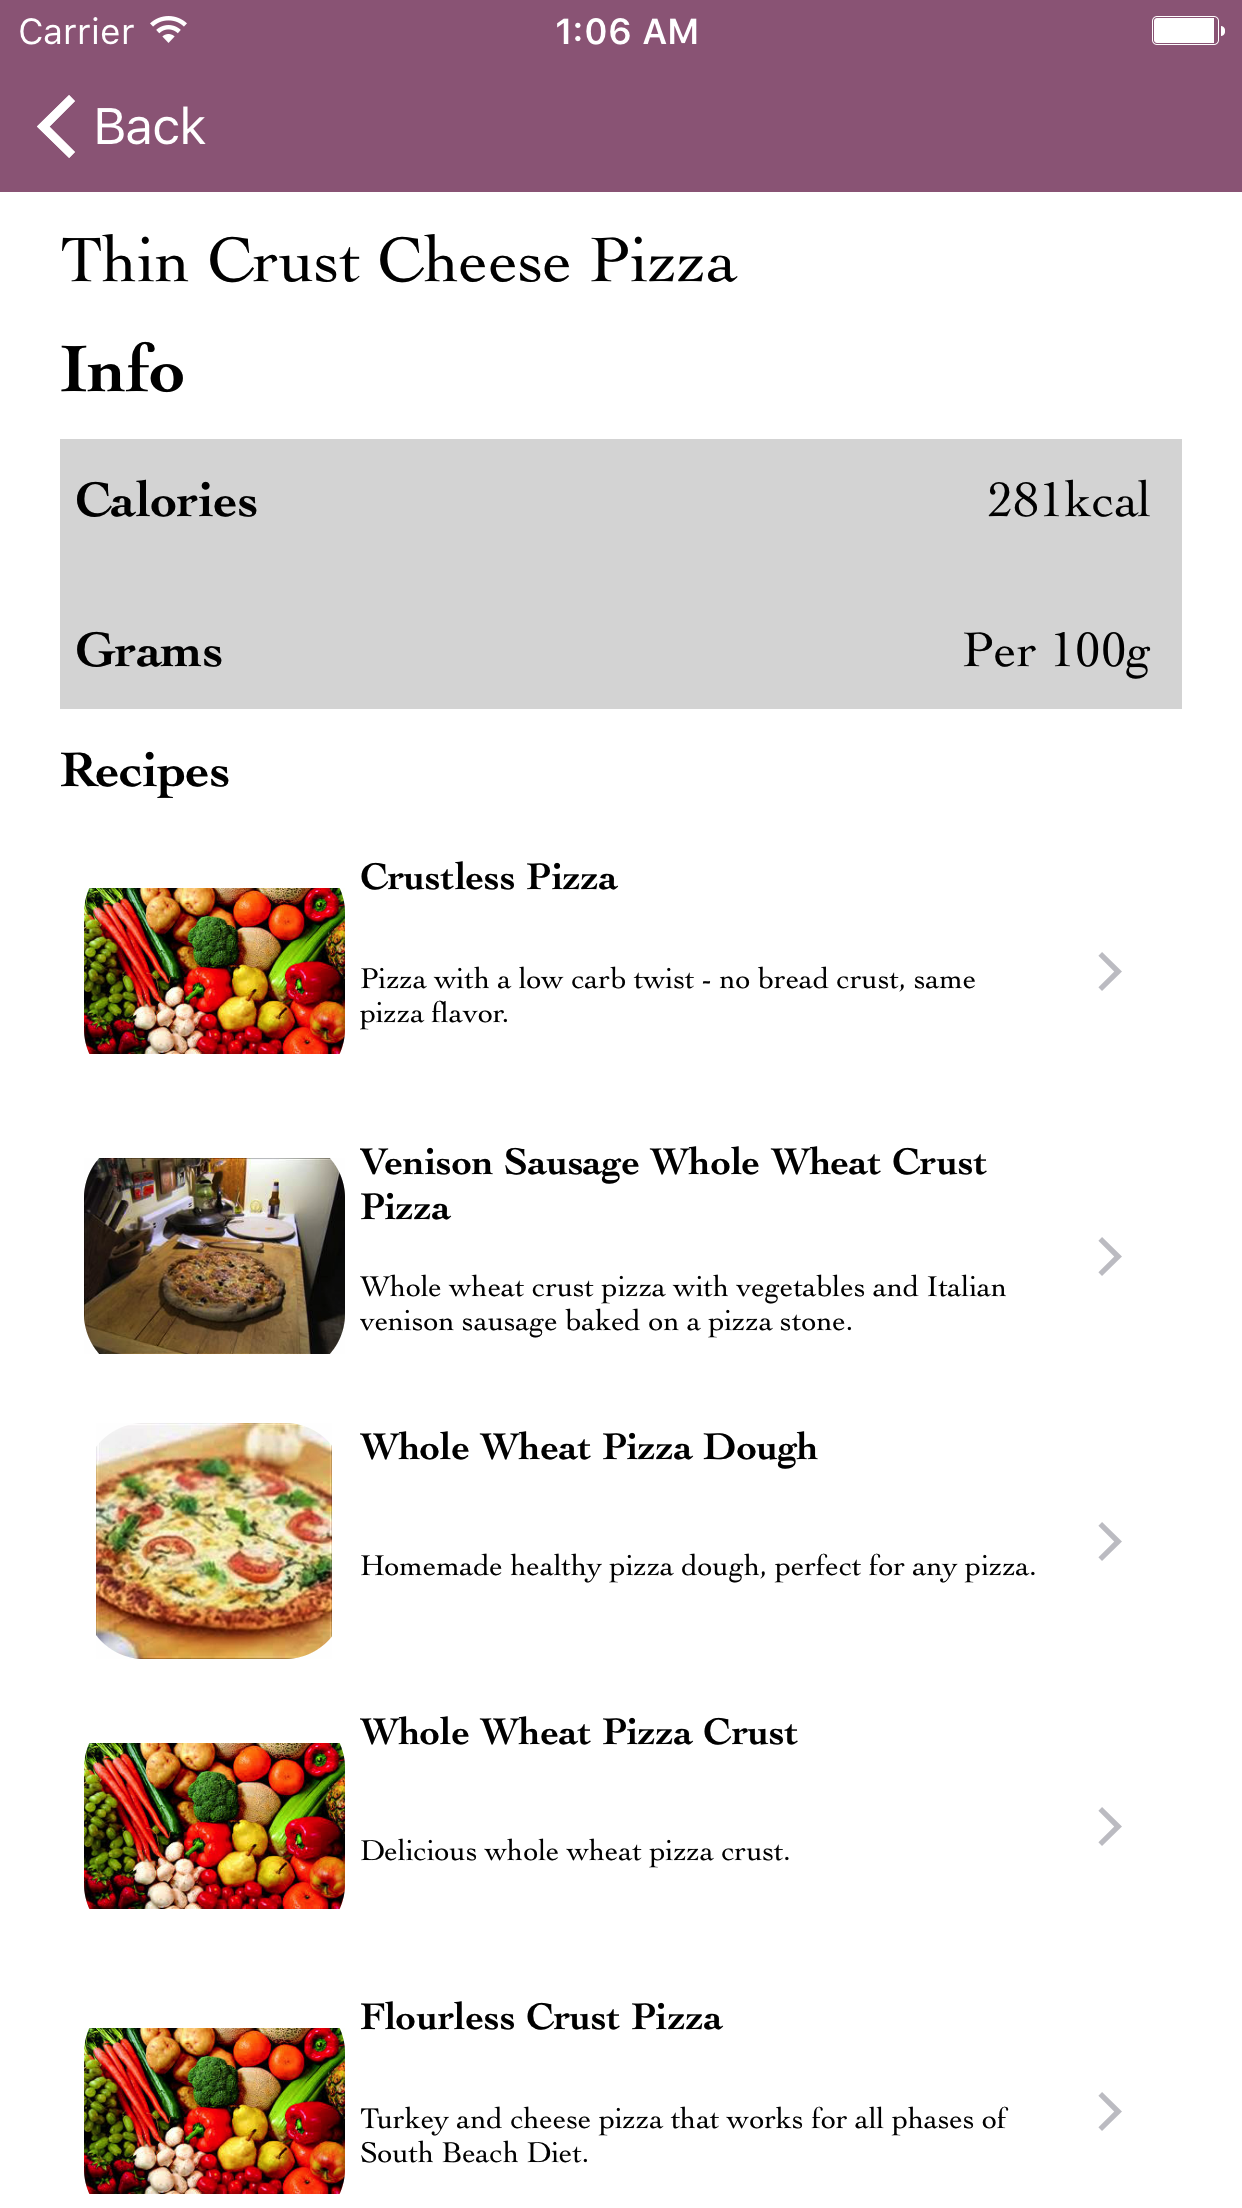 Carrier
1:06 AM
Back
Thin Crust Cheese Pizza
Info
Calories
281kcal
Grams
Per 100g
Recipes
Crustless Pizza
Pizza with a low carb twist - no bread crust, same
pizza flavor.
Venison Sausage Whole Wheat Crust
Pizza
Whole wheat crust pizza with vegetables and Italian
venison sausage baked on a pizza stone.
Whole Wheat Pizza Dough
Homemade healthy pizza dough, perfect for any pizza.
Whole Wheat Pizza Crust
Delicious whole wheat pizza crust.
Flourless Crust Pizza
Turkey and cheese pizza that works for all phases of
South Beach Diet.